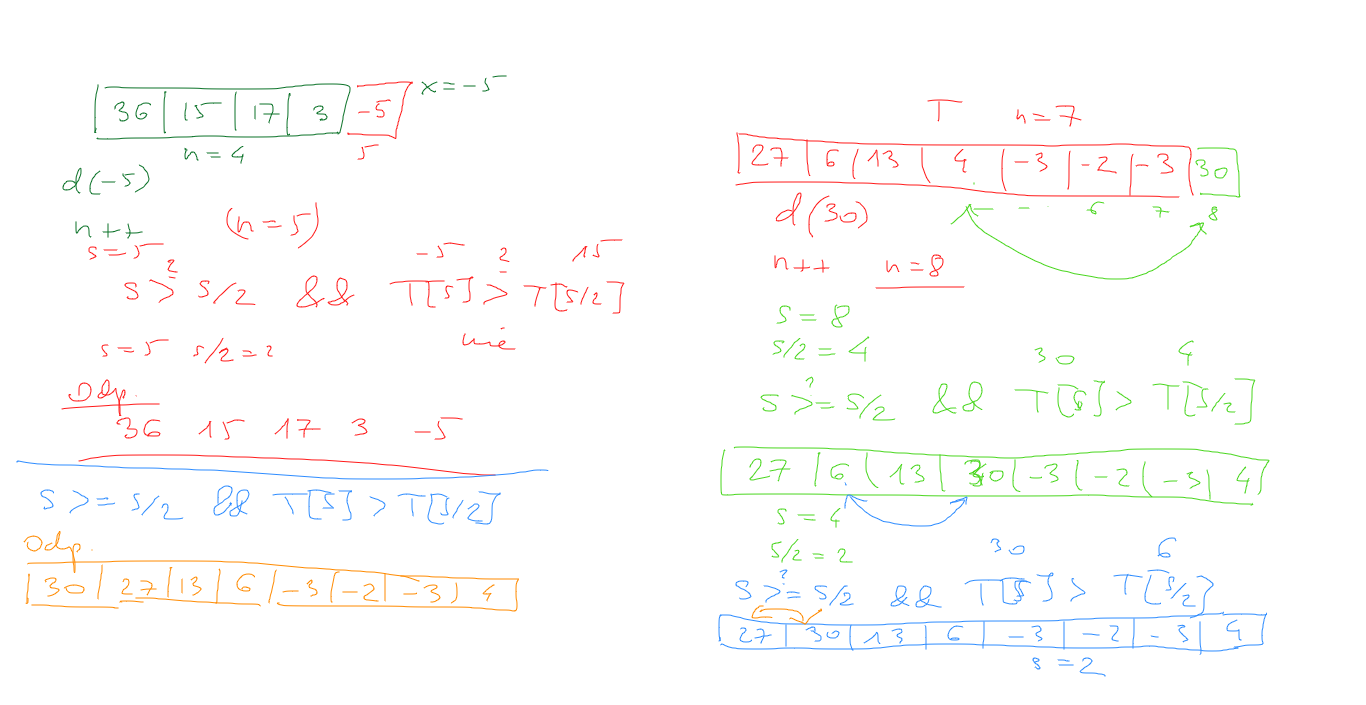 36 15 17 3 -5 x = -5
n = 4 5
d(-5)
n++ (n=5)
s=5 ? -5 ? 15
s > s/2 && T[s] > T[s/2]
nie
s=5 s/2=2
Odp.
36 15 17 3 -5
s >= s/2 && T[s] > T[s/2]
Odp.
30 27 13 6 -3 -2 -3 4
T n=7
27 6 13 4 -3 -2 -3 30
6 7 8
d(30)
n++ n=8
s = 8
s/2 = 4
? 30 4
s >= s/2 && T[s] > T[s/2]
27 6 13 30 -3 -2 -3 4
s = 4
s/2 = 2
? 30 6
s >= s/2 && T[s] > T[s/2]
27 30 13 6 -3 -2 -3 4
s = 2